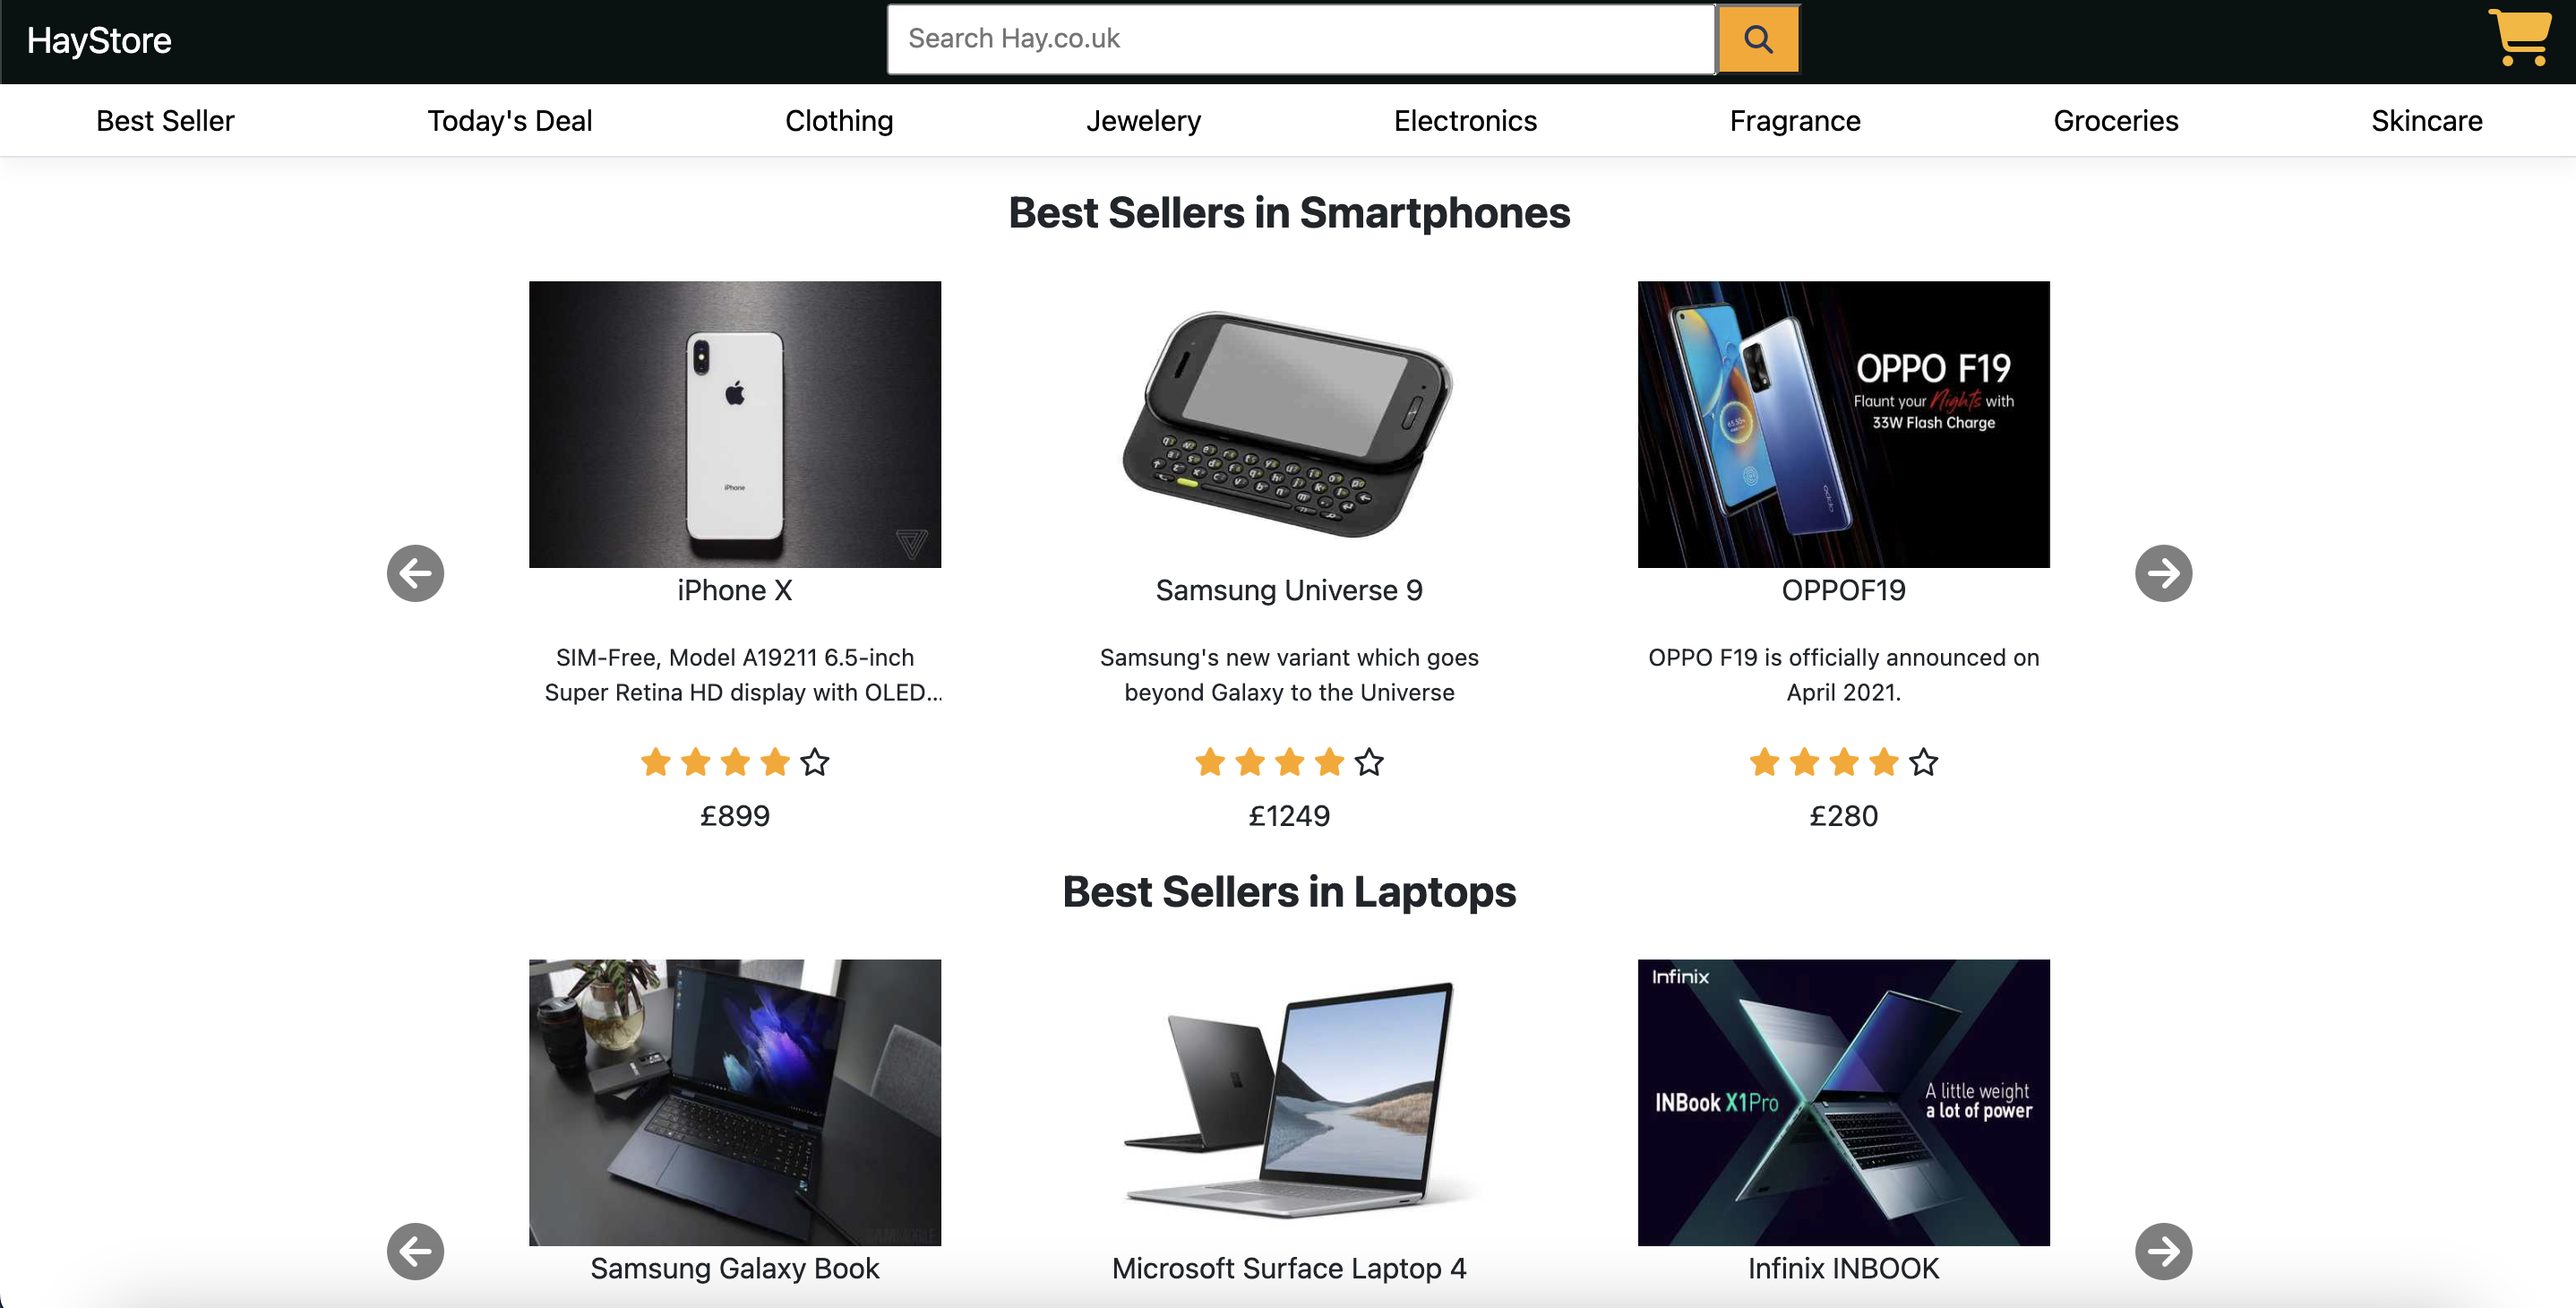 HayStore
Search Hay.co.uk
Best Seller
Today's Deal
Clothing
Jewelery
Electronics
Fragrance
Groceries
Skincare
Best Sellers in Smartphones
iPhone
OPPO F19
Flaunt your Nights with
33W Flash Charge
oppo
iPhone X
Samsung Universe 9
OPPOF19
SIM-Free, Model A19211 6.5-inch
Super Retina HD display with OLED...
Samsung's new variant which goes
beyond Galaxy to the Universe
OPPO F19 is officially announced on
April 2021.
£899
£1249
£280
Best Sellers in Laptops
Infinix
INBook X1Pro
A little weight
a lot of power
Samsung Galaxy Book
Microsoft Surface Laptop 4
Infinix INBOOK